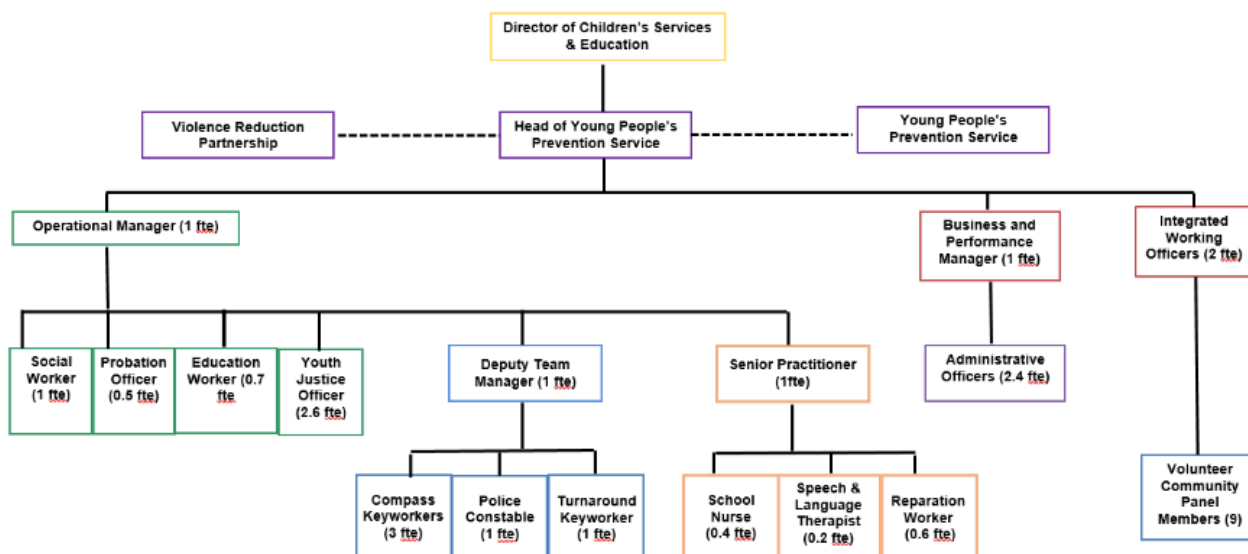 Director of Children's Services
& Education
Violence Reduction
Partnership
Head of Young People's
Prevention Service
Young People's
Prevention Service
Operational Manager (1 fte)
Business and
Performance
Manager (1 fte)
Integrated
Working
Officers (2 fte)
Social
Worker
(1 fte)
Probation
Officer
(0.5 fte)
Education
Worker (0.7
fte
Youth
Justice
Officer
(2.6 fte)
Deputy Team
Manager (1 fte)
Senior Practitioner
(1fte)
Administrative
Officers (2.4 fte)
Compass
Keyworkers
(3 fte)
Police
Constable
(1 fte)
Turnaround
Keyworker
(1 fte)
School
Nurse
(0.4 fte)
Speech &
Language
Therapist
(0.2 fte)
Reparation
Worker
(0.6 fte)
Volunteer
Community
Panel
Members (9)